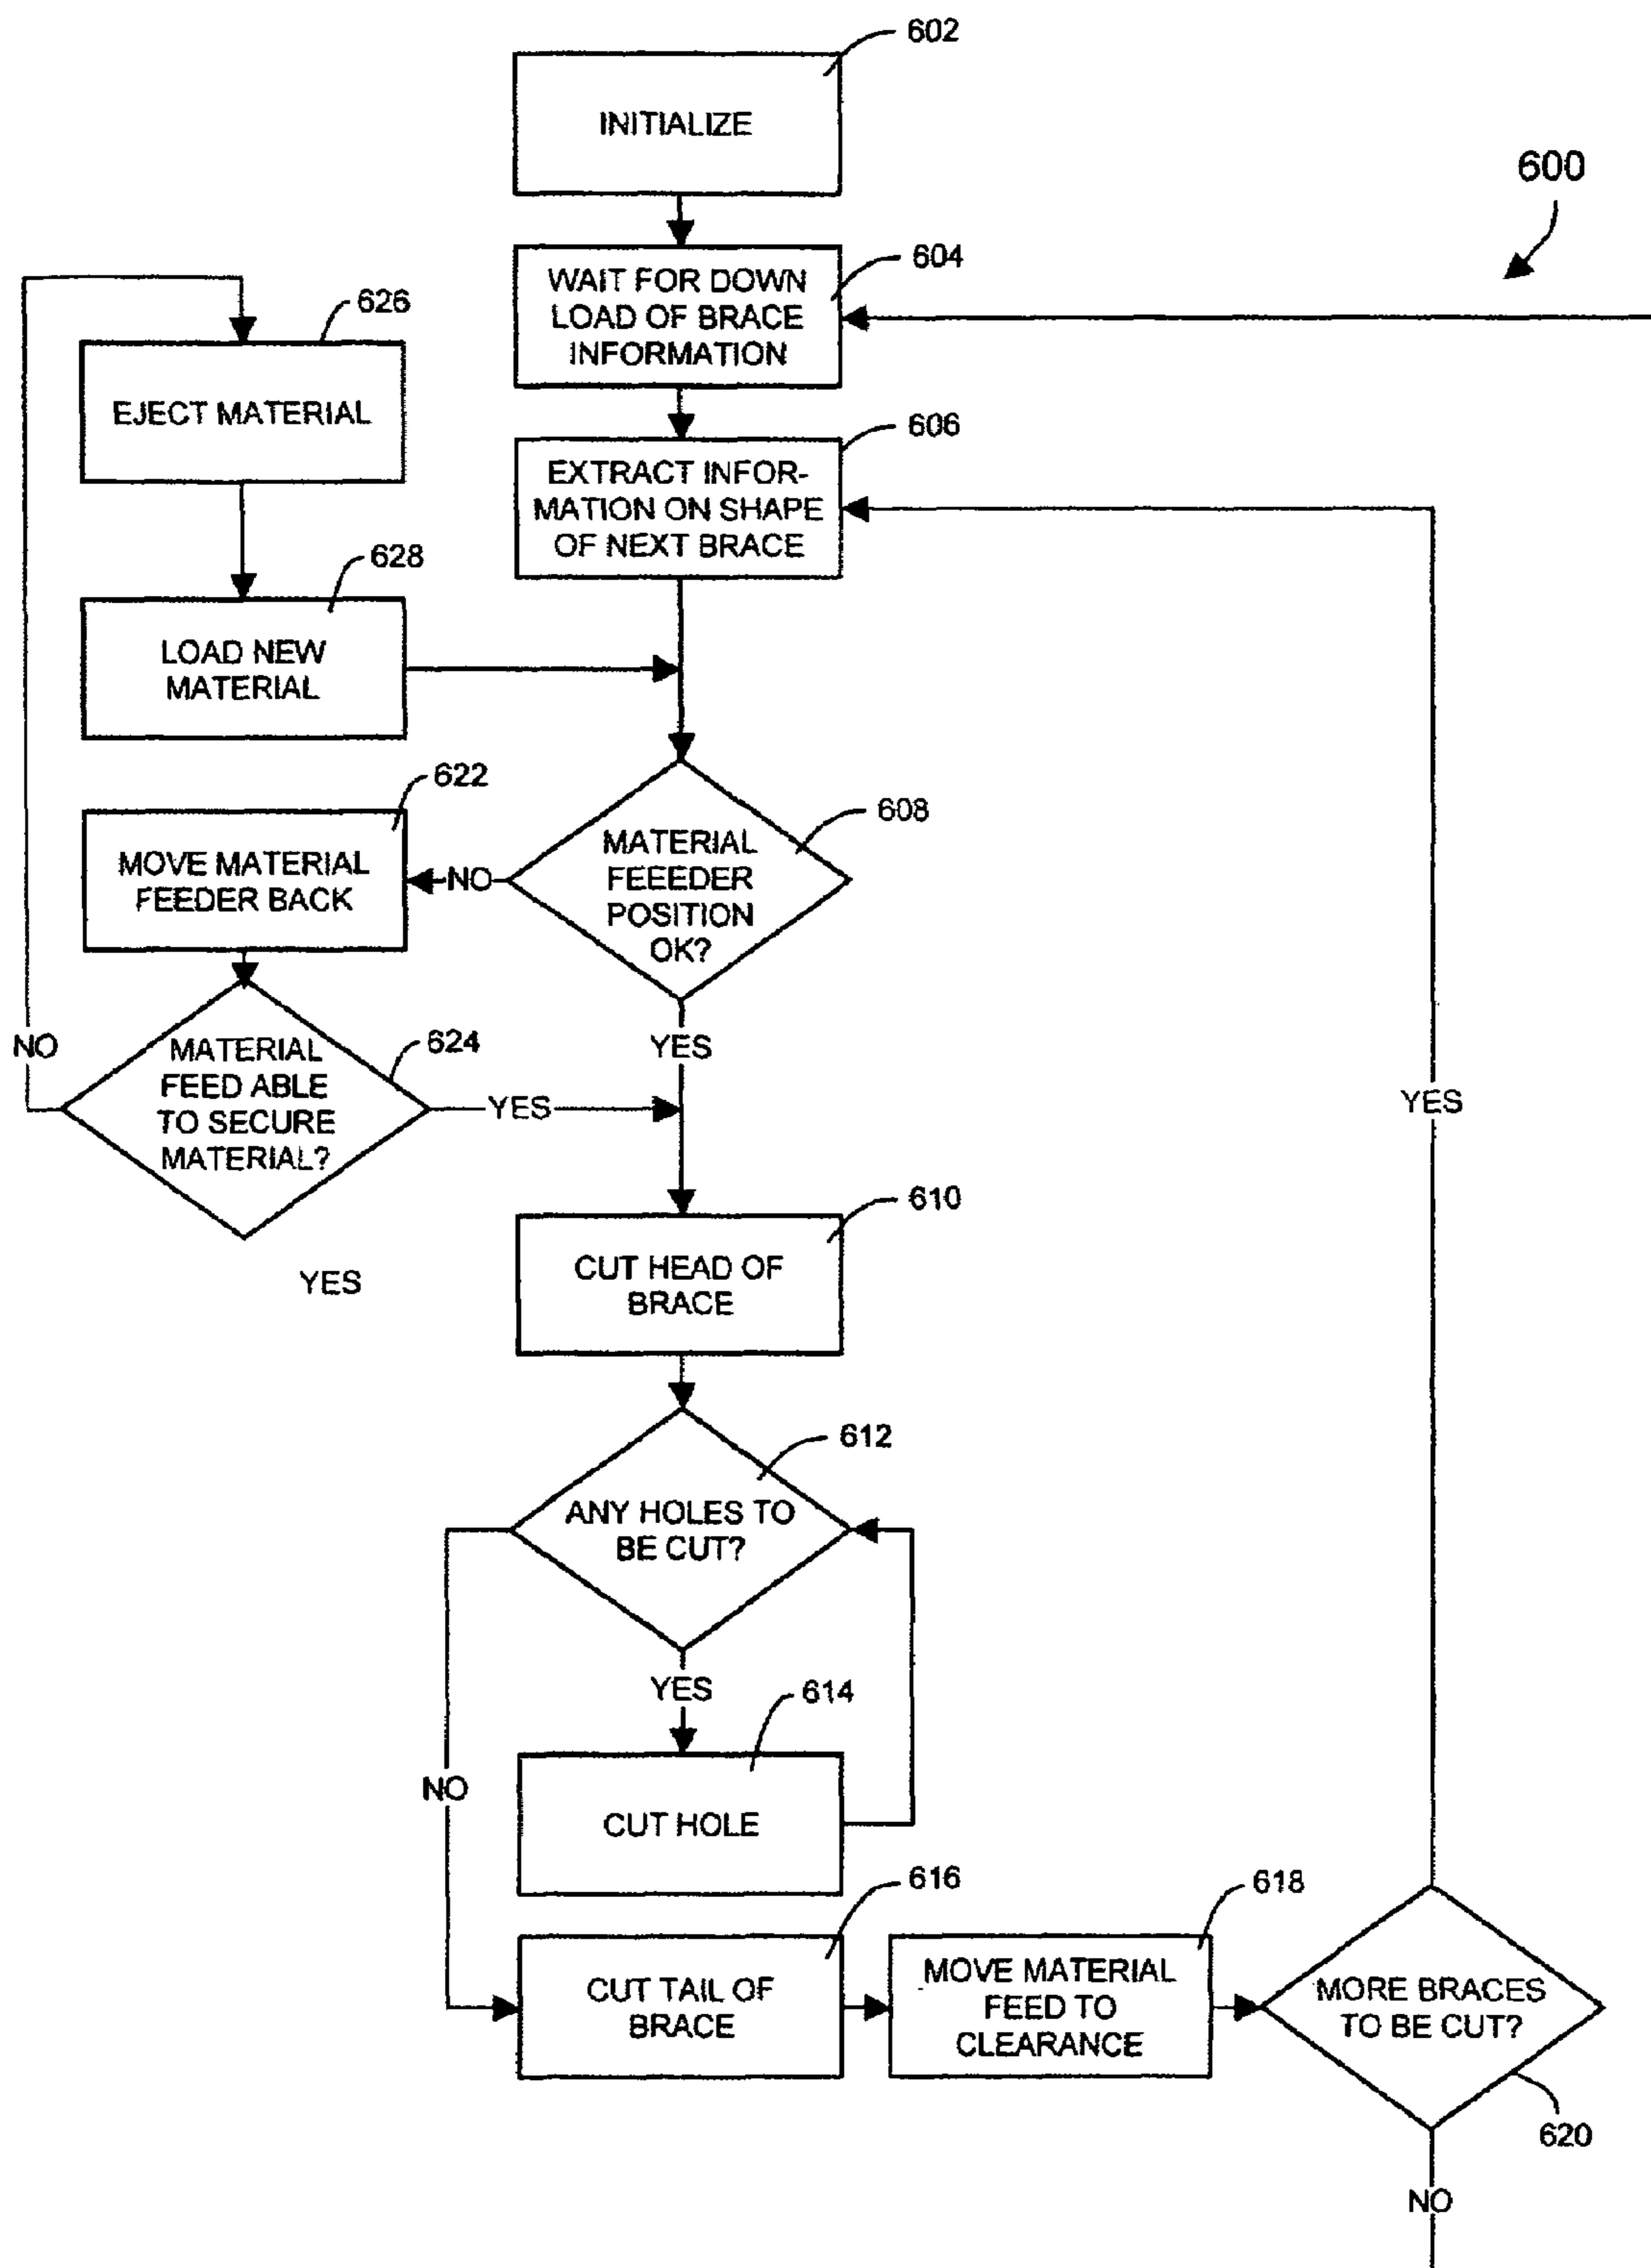 602
INITIALIZE
600
604
WAIT FOR DOWN
LOAD OF BRACE
INFORMATION
626
EJECT MATERIAL
606
EXTRACT INFOR-
MATION ON SHAPE
OF NEXT BRACE
628
LOAD NEW
MATERIAL
622
MOVE MATERIAL
FEEDER BACK
NO
608
MATERIAL
FEEEDER
POSITION
OK?
YES
NO
624
MATERIAL
FEED ABLE
TO SECURE
MATERIAL?
YES
YES
YES
610
CUT HEAD OF
BRACE
612
ANY HOLES TO
BE CUT?
YES
614
NO
CUT HOLE
616
CUT TAIL OF
BRACE
618
MOVE MATERIAL
FEED TO
CLEARANCE
MORE BRACES
TO BE CUT?
620
NO